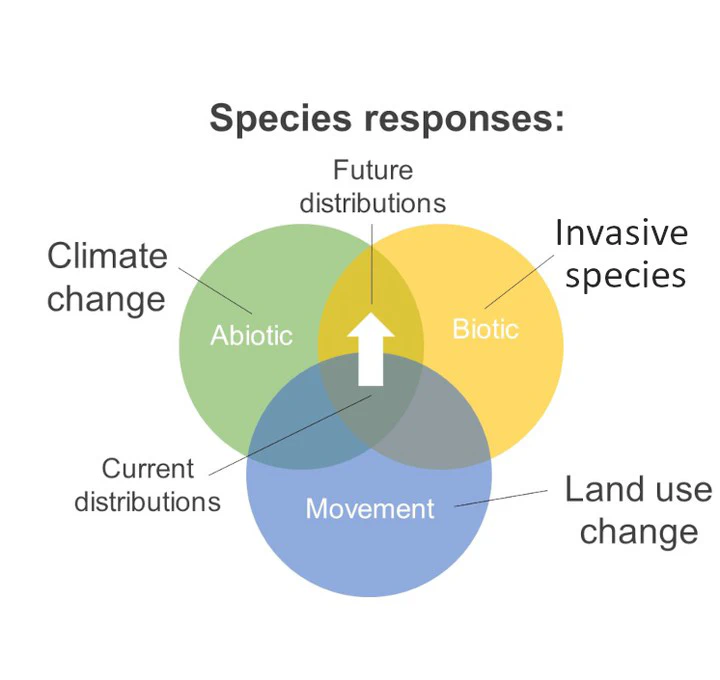 Species responses:
Future
distributions
Climate
change
Invasive
species
Abiotic
Biotic
Current
distributions
Movement
Land use
change